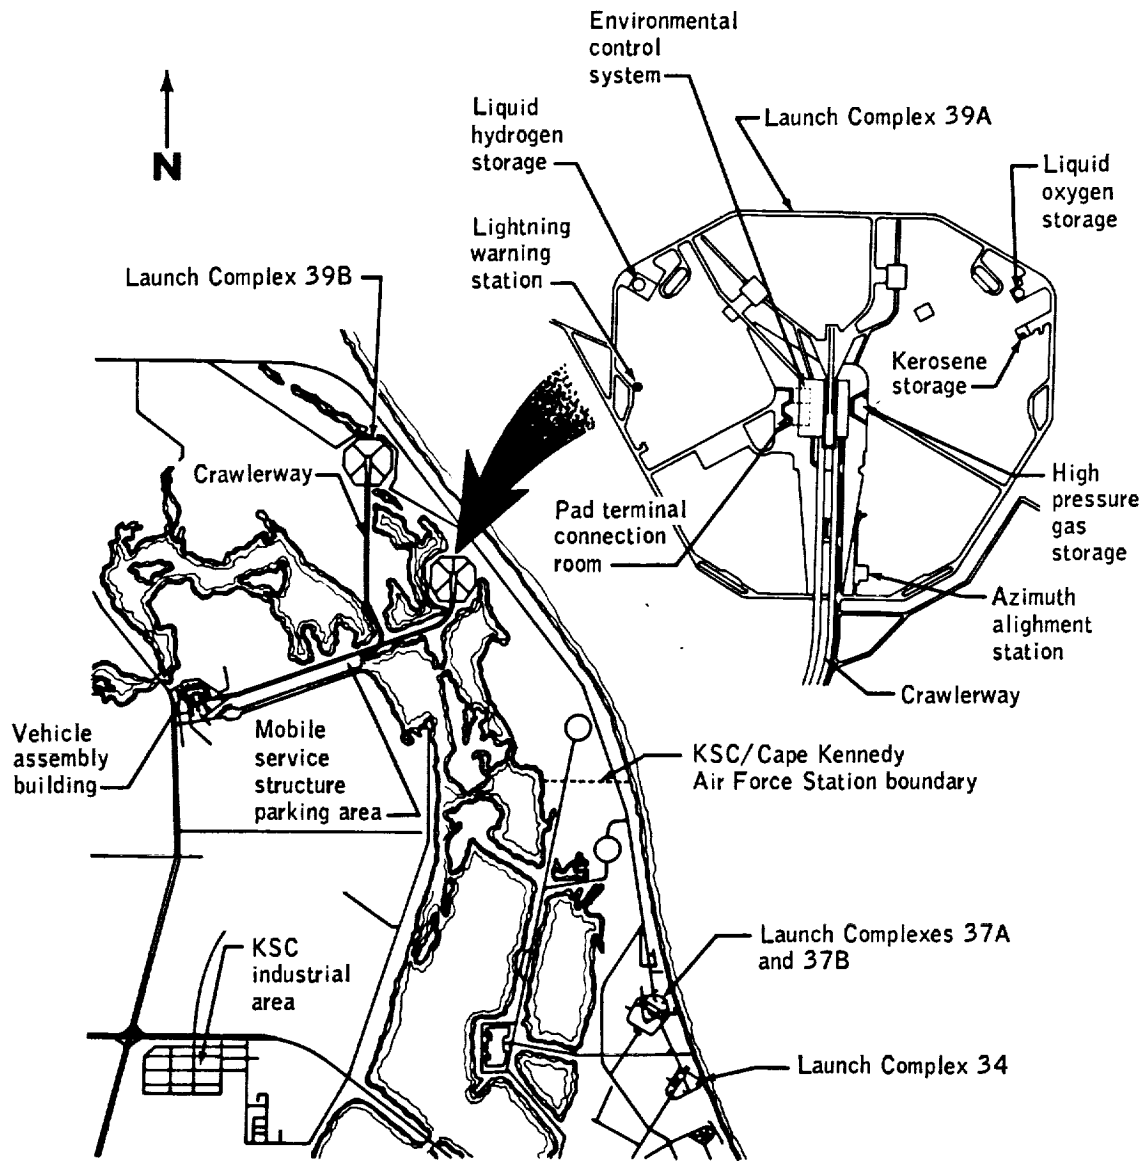 Environmental
control
system
Liquid
hydrogen
storage
Launch Complex 39A
Liquid
oxygen
storage
N
Lightning
warning
station
Launch Complex 39B
Kerosene
storage
Crawlerway
High
pressure
gas
storage
Pad terminal
connection
room
Azimuth
alighment
station
Crawlerway
Vehicle
assembly
building
Mobile
service
structure
parking area
KSC/Cape Kennedy
Air Force Station boundary
KSC
industrial
area
Launch Complexes 37A
and 37B
Launch Complex 34